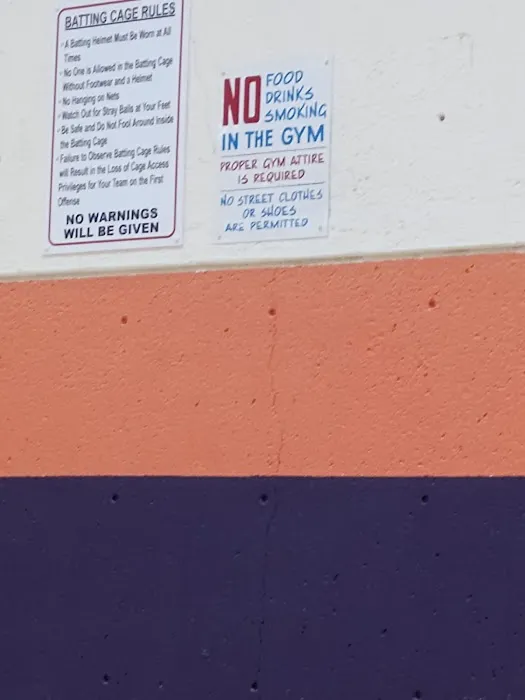 BATTING CAGE RULES
- A Batting Helmet Must Be Worn at All
Times
- No One is Allowed in the Batting Cage
Without Footwear and a Helmet
- No Hanging on Nets
- Watch Out for Stray Balls at Your Feet
- Be Safe and Do Not Fool Around Inside
the Batting Cage
- Failure to Observe Batting Cage Rules
will Result in the Loss of Cage Access
Privileges for Your Team on the First
Offense
NO WARNINGS
WILL BE GIVEN
NO FOOD
DRINKS
SMOKING
IN THE GYM
PROPER GYM ATTIRE
IS REQUIRED
NO STREET CLOTHES
OR SHOES
ARE PERMITTED